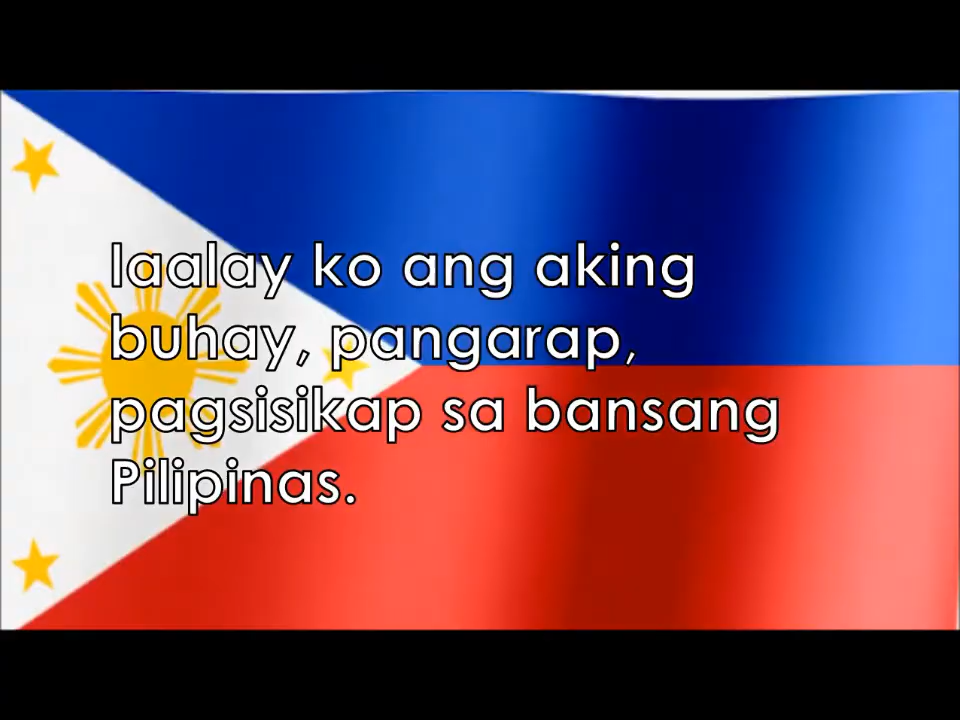 Iaalay ko ang aking
buhay, pangarap,
pagsisikap sa bansang
Pilipinas.